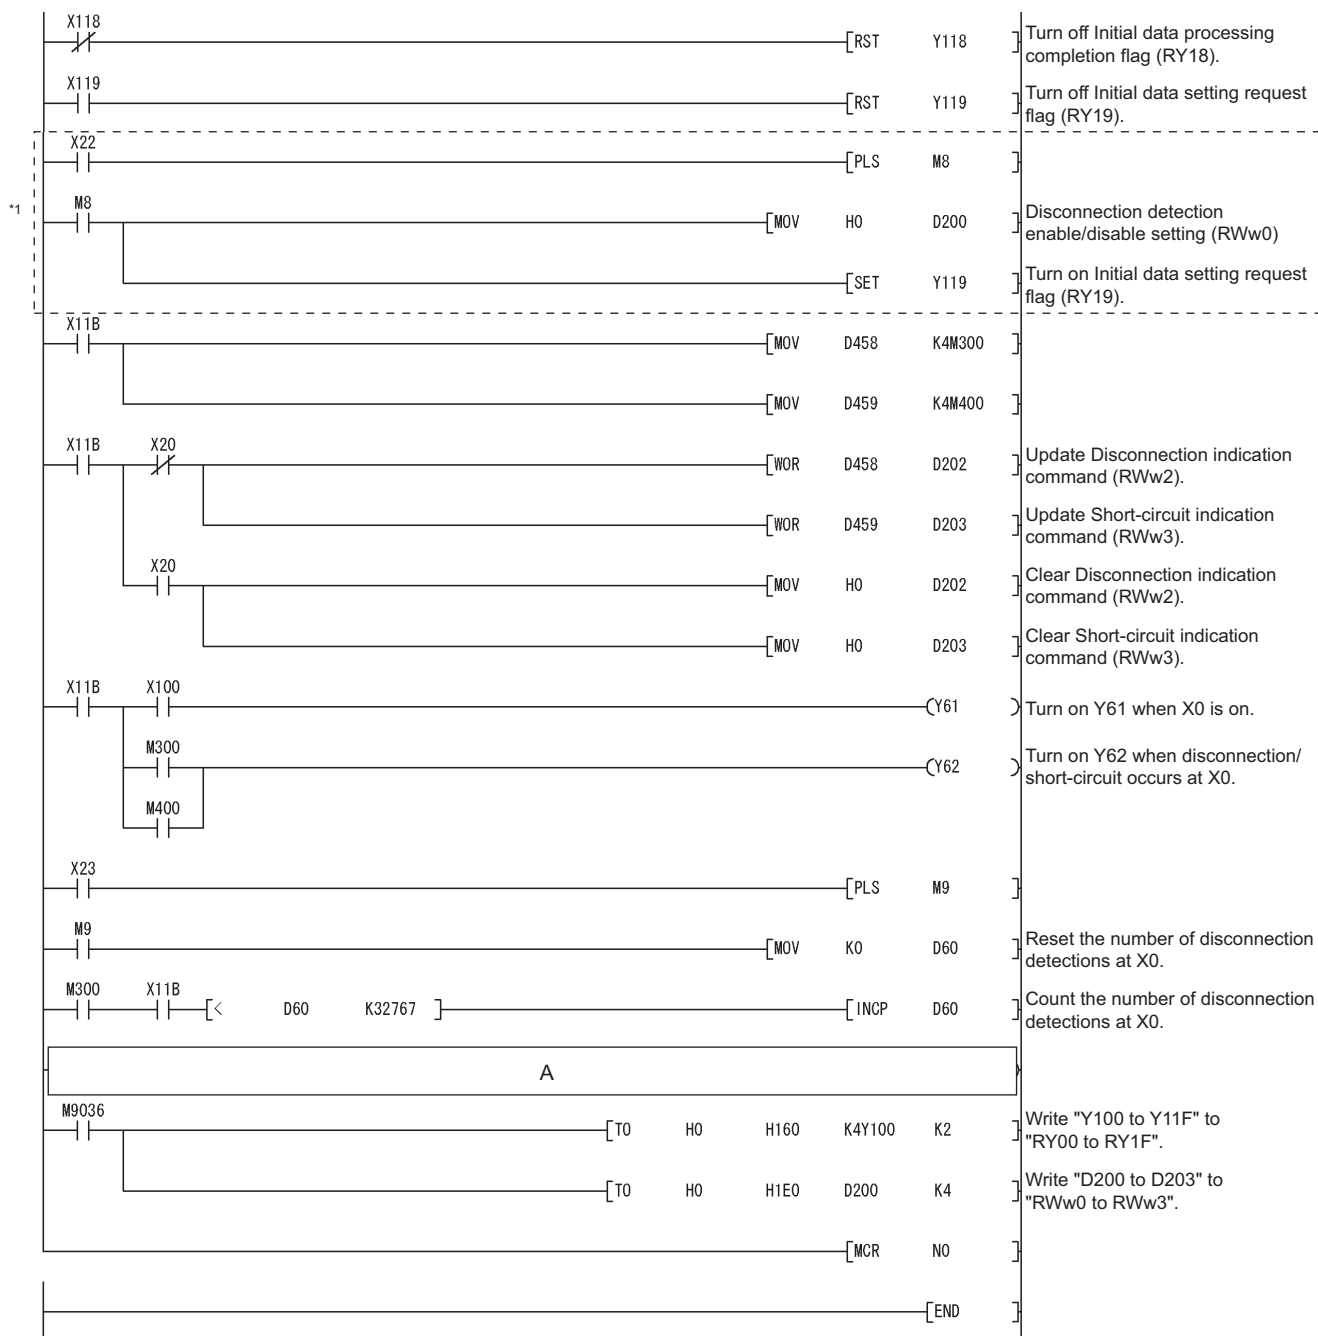 X118
RST Y118
Turn off Initial data processing
completion flag (RY18).
X119
RST Y119
Turn off Initial data setting request
flag (RY19).
X22
PLS M8
*1
M8
MOV H0 D200
Disconnection detection
enable/disable setting (RWw0)
SET Y119
Turn on Initial data setting request
flag (RY19).
X11B
MOV D458 K4M300
MOV D459 K4M400
X11B X20
WOR D458 D202
Update Disconnection indication
command (RWw2).
WOR D459 D203
Update Short-circuit indication
command (RWw3).
X20
MOV H0 D202
Clear Disconnection indication
command (RWw2).
MOV H0 D203
Clear Short-circuit indication
command (RWw3).
X11B X100
Y61
Turn on Y61 when X0 is on.
M300
Y62
Turn on Y62 when disconnection/
short-circuit occurs at X0.
M400
X23
PLS M9
M9
MOV K0 D60
Reset the number of disconnection
detections at X0.
M300 X11B
< D60 K32767
INCP D60
Count the number of disconnection
detections at X0.
A
M9036
TO H0 H160 K4Y100 K2
Write "Y100 to Y11F" to
"RY00 to RY1F".
TO H0 H1E0 D200 K4
Write "D200 to D203" to
"RWw0 to RWw3".
MCR N0
END